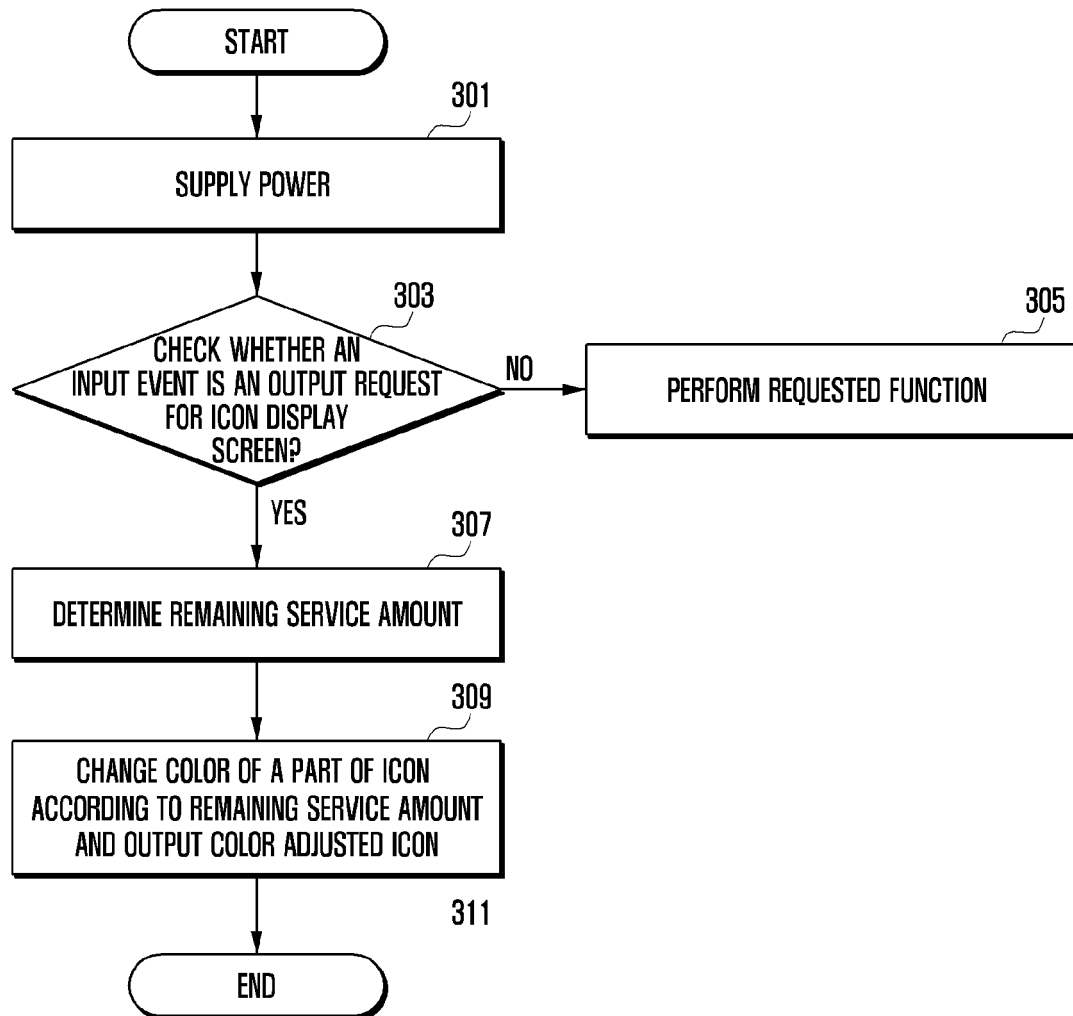 START
301
SUPPLY POWER
303
CHECK WHETHER AN
INPUT EVENT IS AN OUTPUT REQUEST
FOR ICON DISPLAY
SCREEN?
NO
305
PERFORM REQUESTED FUNCTION
YES
307
DETERMINE REMAINING SERVICE AMOUNT
309
CHANGE COLOR OF A PART OF ICON
ACCORDING TO REMAINING SERVICE AMOUNT
AND OUTPUT COLOR ADJUSTED ICON
311
END